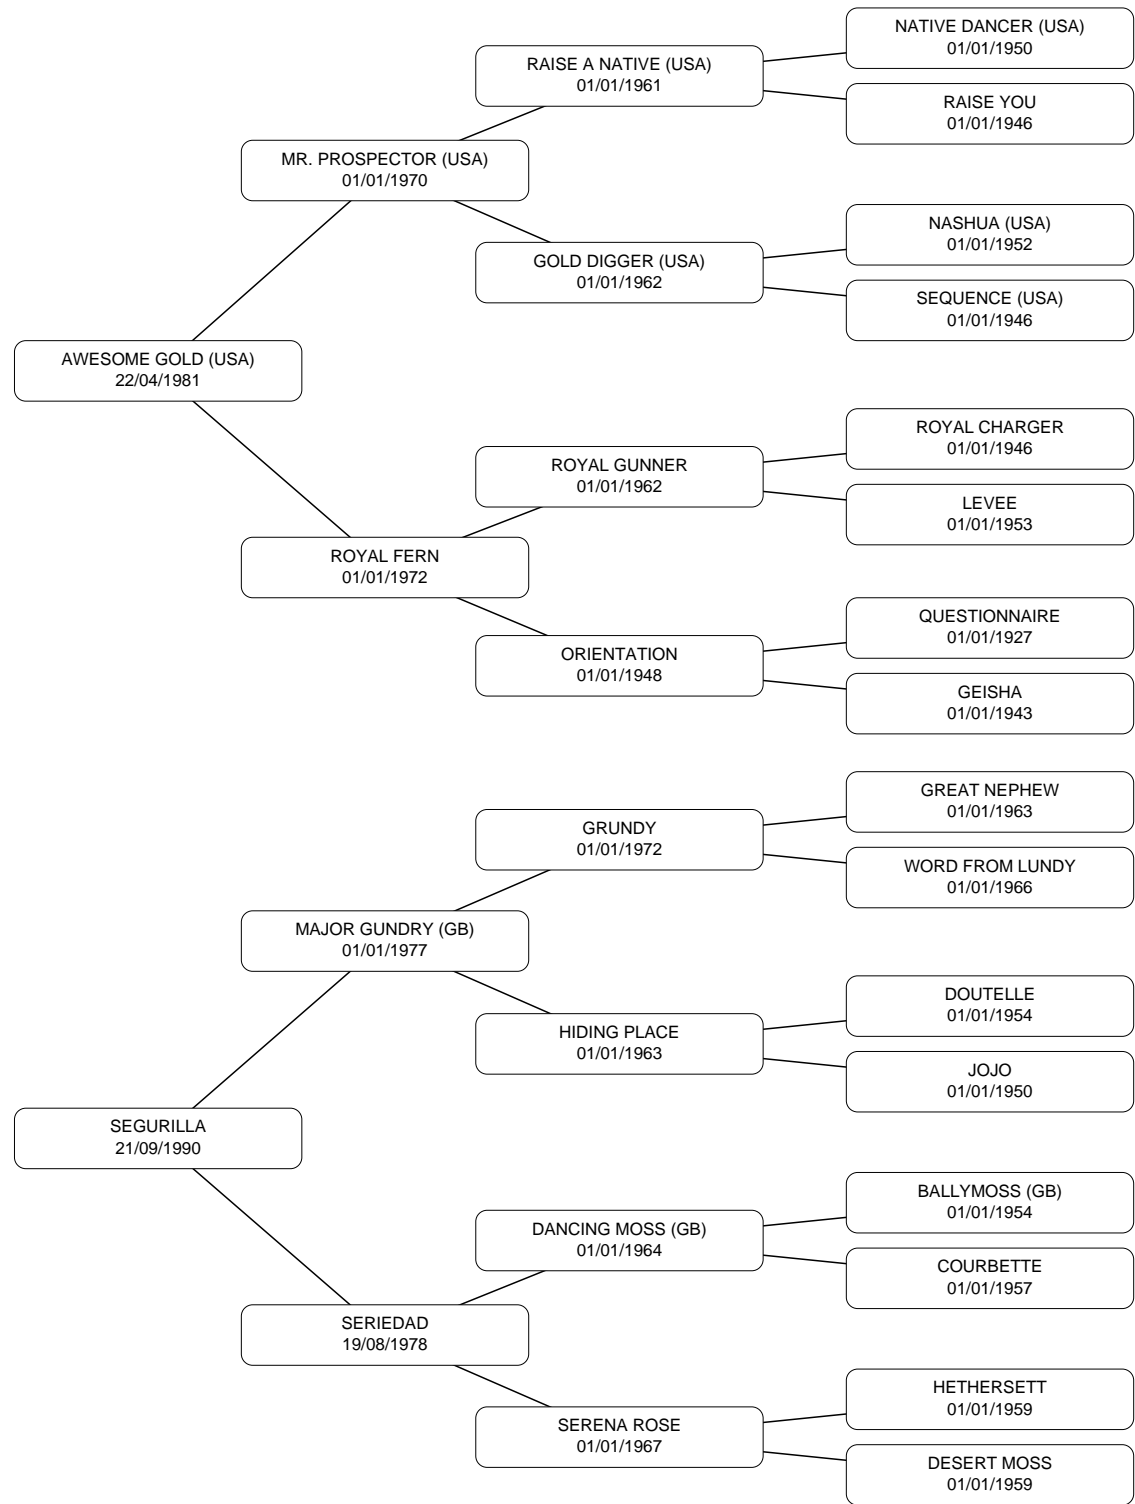 NATIVE DANCER (USA)
01/01/1950
RAISE A NATIVE (USA)
01/01/1961
RAISE YOU
01/01/1946
MR. PROSPECTOR (USA)
01/01/1970
NASHUA (USA)
01/01/1952
GOLD DIGGER (USA)
01/01/1962
SEQUENCE (USA)
01/01/1946
AWESOME GOLD (USA)
22/04/1981
ROYAL CHARGER
01/01/1946
ROYAL GUNNER
01/01/1962
LEVEE
01/01/1953
ROYAL FERN
01/01/1972
QUESTIONNAIRE
01/01/1927
ORIENTATION
01/01/1948
GEISHA
01/01/1943
GREAT NEPHEW
01/01/1963
GRUNDY
01/01/1972
WORD FROM LUNDY
01/01/1966
MAJOR GUNDRY (GB)
01/01/1977
DOUTELLE
01/01/1954
HIDING PLACE
01/01/1963
JOJO
01/01/1950
SEGURILLA
21/09/1990
BALLYMOSS (GB)
01/01/1954
DANCING MOSS (GB)
01/01/1964
COURBETTE
01/01/1957
SERIEDAD
19/08/1978
HETHERSETT
01/01/1959
SERENA ROSE
01/01/1967
DESERT MOSS
01/01/1959